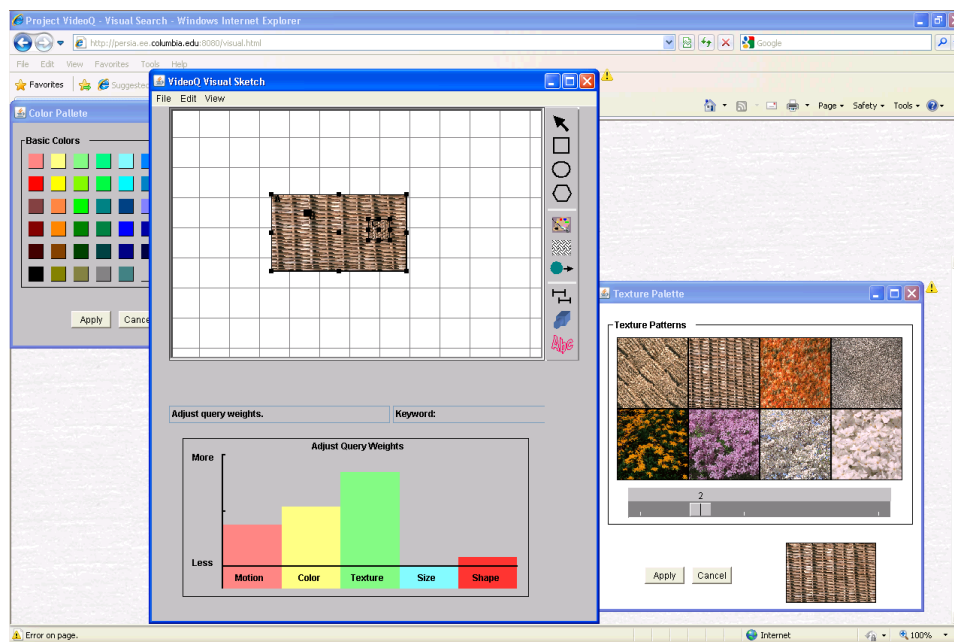 Project VideoQ - Visual Search - Windows Internet Explorer
http://persia.ee.columbia.edu:8080/visual.html
Google
File Edit View Favorites Tools Help
Favorites
Suggested
Page Safety Tools
Color Pallete
Basic Colors
Apply
Cance
VideoQ Visual Sketch
File Edit View
A
Abc
Adjust query weights.
Keyword:
Adjust Query Weights
More
Less
Motion Color Texture Size Shape
Texture Palette
Texture Patterns
2
Apply Cancel
Error on page.
Internet
100%